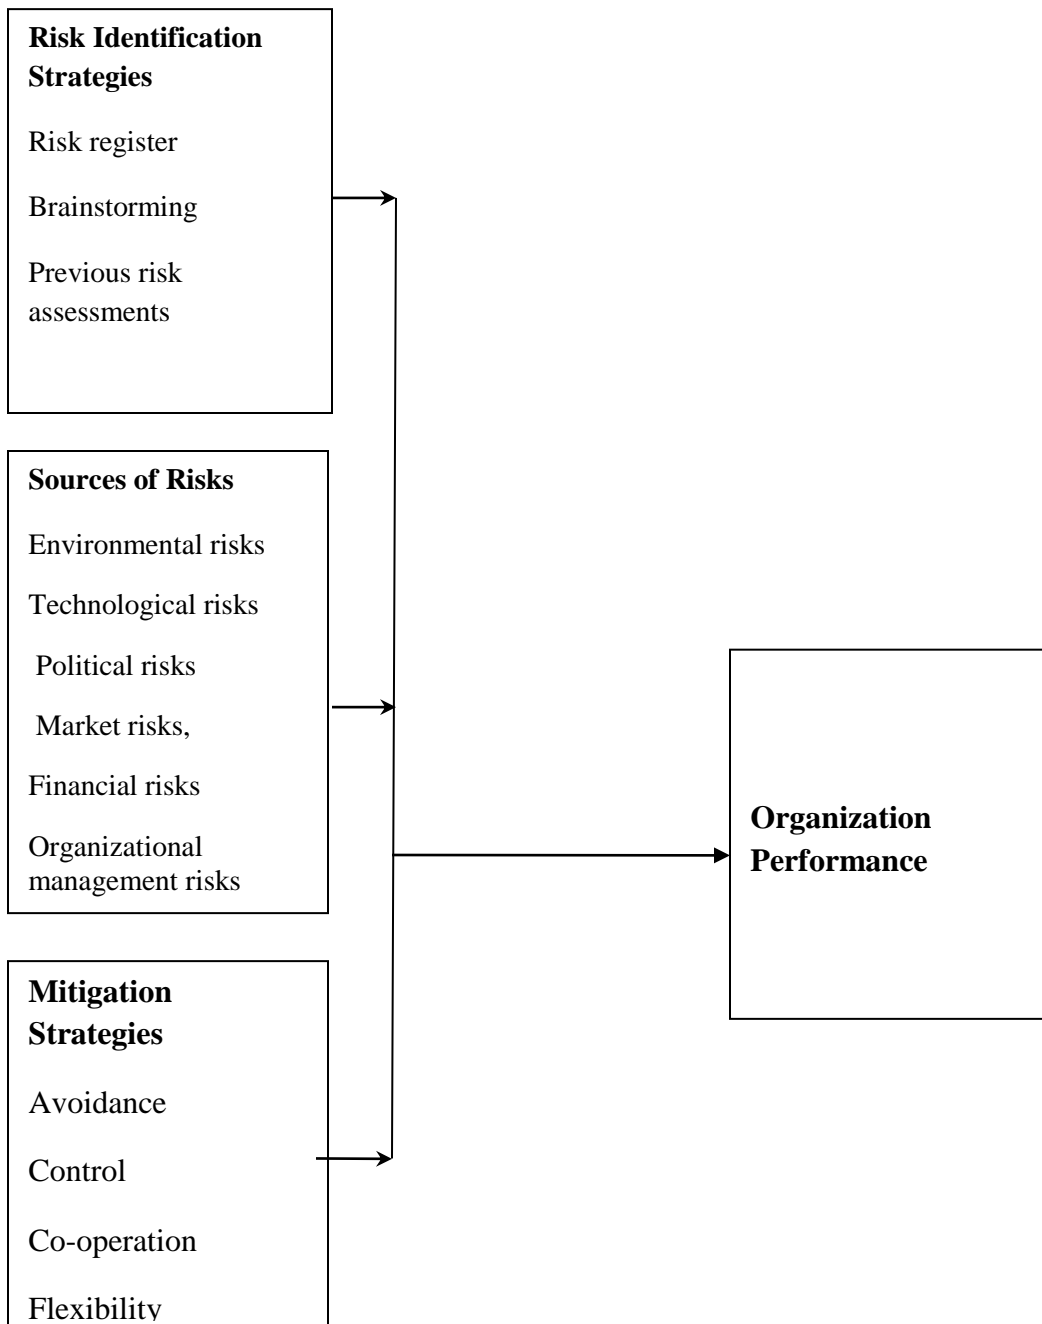 Risk Identification
Strategies
Risk register
Brainstorming
Previous risk
assessments
Sources of Risks
Environmental risks
Technological risks
Political risks
Market risks,
Financial risks
Organizational
management risks
Mitigation
Strategies
Avoidance
Control
Co-operation
Flexibility
Organization
Performance